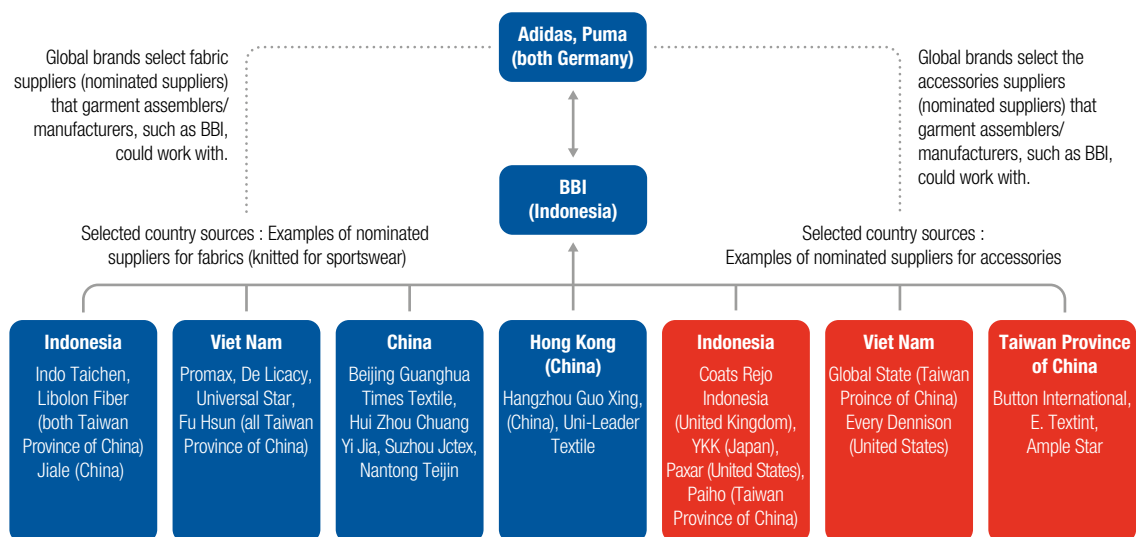 Adidas, Puma
(both Germany)
Global brands select fabric
suppliers (nominated suppliers)
that garment assemblers/
manufacturers, such as BBI,
could work with.
Global brands select the
accessories suppliers
(nominated suppliers) that
garment assemblers/
manufacturers, such as BBI,
could work with.
BBI
(Indonesia)
Selected country sources : Examples of nominated
suppliers for fabrics (knitted for sportswear)
Selected country sources :
Examples of nominated suppliers for accessories
Indonesia
Indo Taichen,
Libolon Fiber
(both Taiwan
Province of China)
Jiale (China)
Viet Nam
Promax, De Licacy,
Universal Star,
Fu Hsun (all Taiwan
Province of China)
China
Beijing Guanghua
Times Textile,
Hui Zhou Chuang
Yi Jia, Suzhou Jctex,
Nantong Teijin
Hong Kong
(China)
Hangzhou Guo Xing,
(China), Uni-Leader
Textile
Indonesia
Coats Rejo
Indonesia
(United Kingdom),
YKK (Japan),
Paxar (United States),
Paiho (Taiwan
Province of China)
Viet Nam
Global State (Taiwan
Proince of China)
Every Dennison
(United States)
Taiwan Province
of China
Button International,
E. Textint,
Ample Star